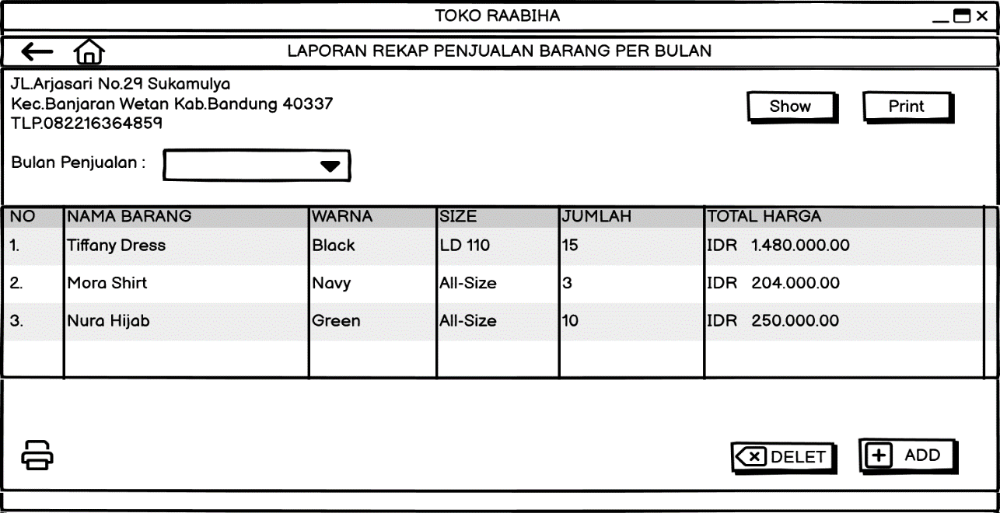 TOKO RAABIHA
LAPORAN REKAP PENJUALAN BARANG PER BULAN
JL.Arjasari No.29 Sukamulya
Kec.Banjaran Wetan Kab.Bandung 40337
TLP.082216364859
Show Print
Bulan Penjualan :
NO NAMA BARANG WARNA SIZE JUMLAH TOTAL HARGA
1. Tiffany Dress Black LD 110 15 IDR 1.480.000.00
2. Mora Shirt Navy All-Size 3 IDR 204.000.00
3. Nura Hijab Green All-Size 10 IDR 250.000.00
DELET ADD